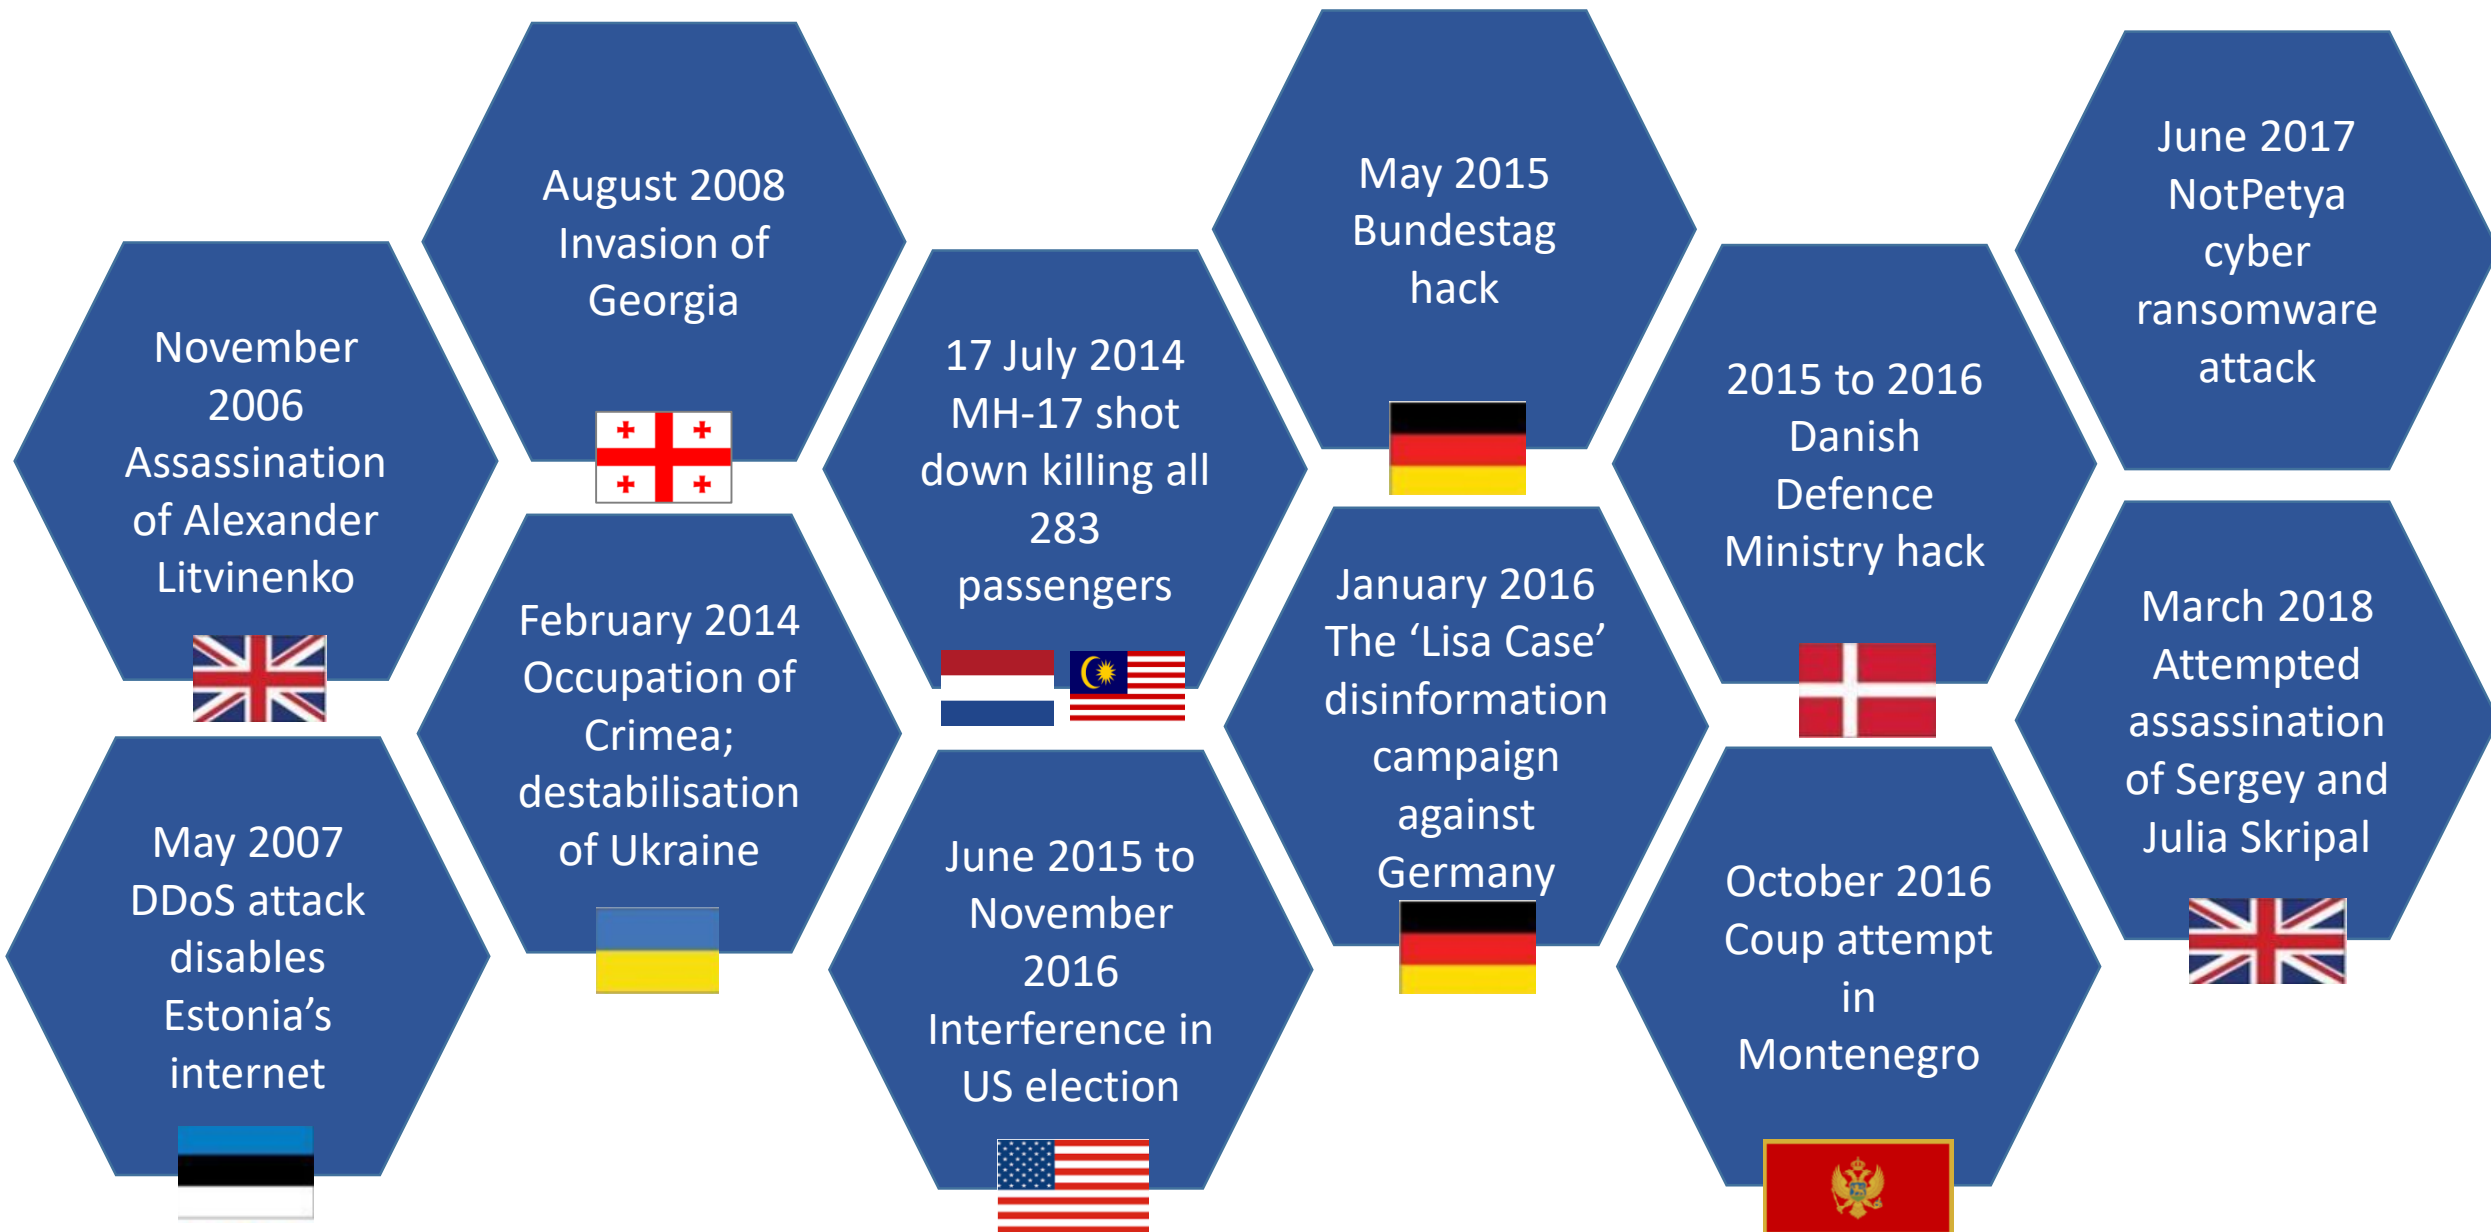 November
2006
Assassination
of Alexander
Litvinenko
May 2007
DDoS attack
disables
Estonia’s
internet
August 2008
Invasion of
Georgia
February 2014
Occupation of
Crimea;
destabilisation
of Ukraine
17 July 2014
MH-17 shot
down killing all
283
passengers
June 2015 to
November
2016
Interference in
US election
May 2015
Bundestag
hack
January 2016
The ‘Lisa Case’
disinformation
campaign
against
Germany
2015 to 2016
Danish
Defence
Ministry hack
October 2016
Coup attempt
in
Montenegro
June 2017
NotPetya
cyber
ransomware
attack
March 2018
Attempted
assassination
of Sergey and
Julia Skripal